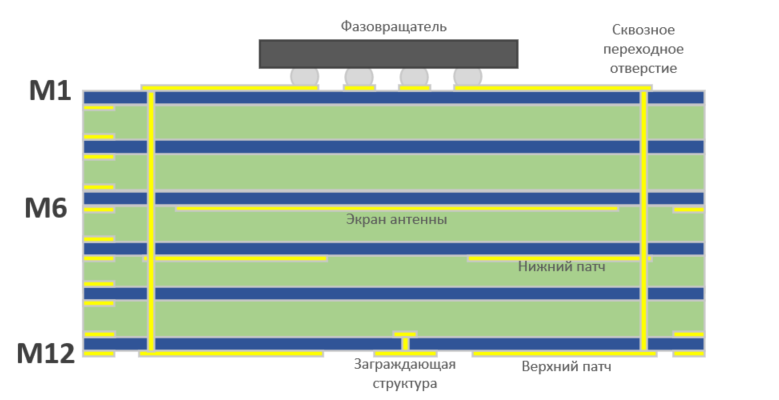 Фазовращатель
Сквозное
переходное
отверстие
M1
M6
Экран антенны
Нижний патч
M12
Заграждающая
структура
Верхний патч